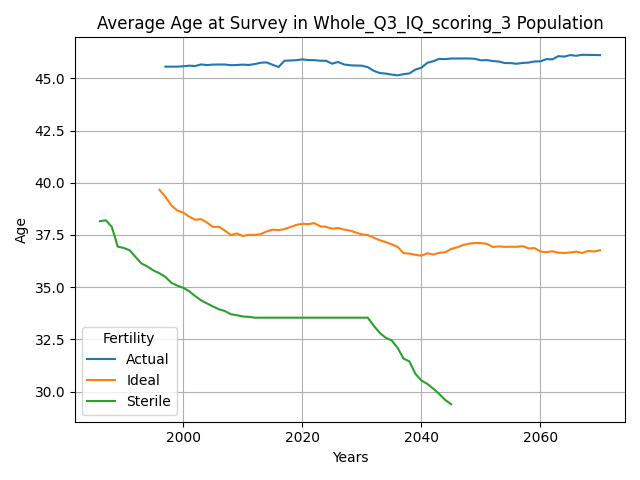 Average Age at Survey in Whole_Q3_IQ_scoring_3 Population
Age
45.0
42.5
40.0
37.5
35.0
32.5
30.0
Fertility
Actual
Ideal
Sterile
2000
2020
2040
2060
Years